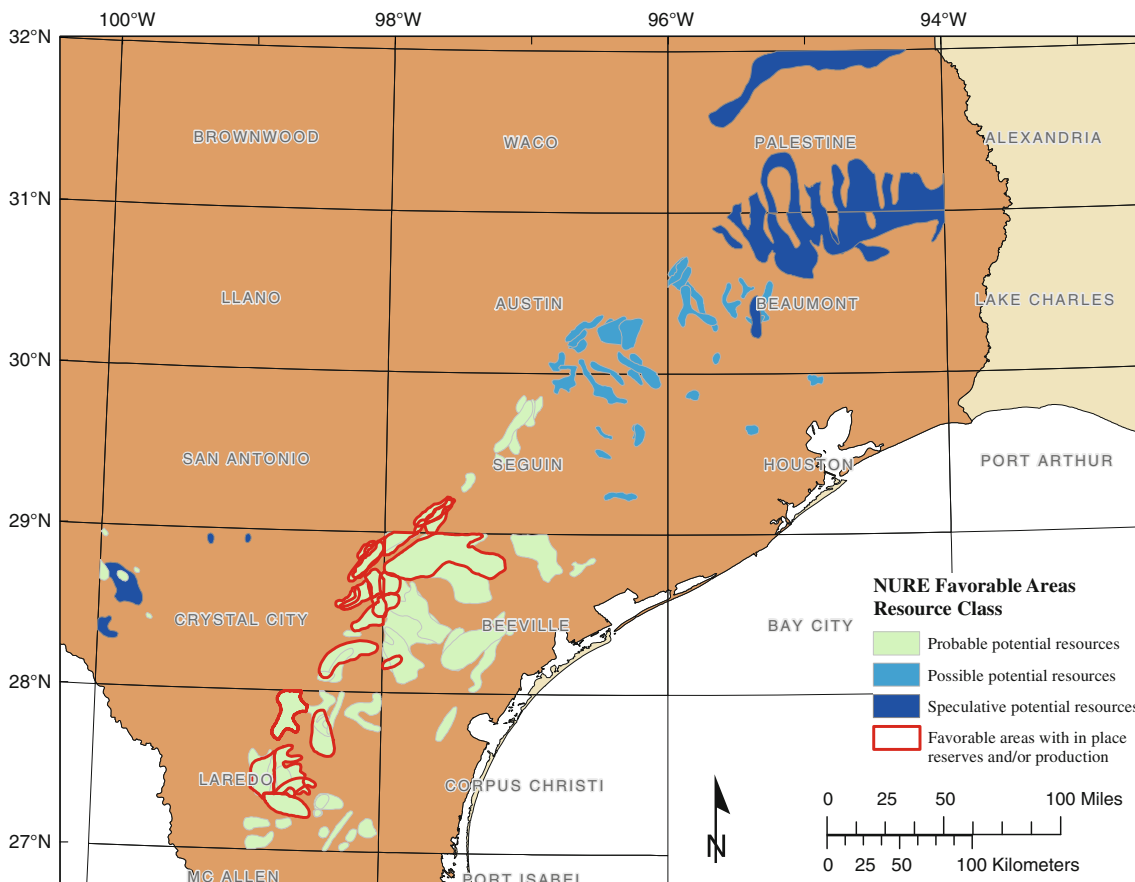 100°W 98°W 96°W 94°W
32°N
BROWNWOOD WACO PALESTINE ALEXANDRIA
31°N
LLANO AUSTIN BEAUMONT LAKE CHARLES
30°N
SAN ANTONIO SEGUIN HOUSTON PORT ARTHUR
29°N
NURE Favorable Areas
Resource Class
CRYSTAL CITY BEEVILLE BAY CITY
Probable potential resources
Possible potential resources
28°N
Speculative potential resources
Favorable areas with in place
reserves and/or production
LAREDO CORPUS CHRISTI
0 25 50 100 Miles
27°N
N
0 25 50 100 Kilometers
MC ALLEN PORT ISABEL